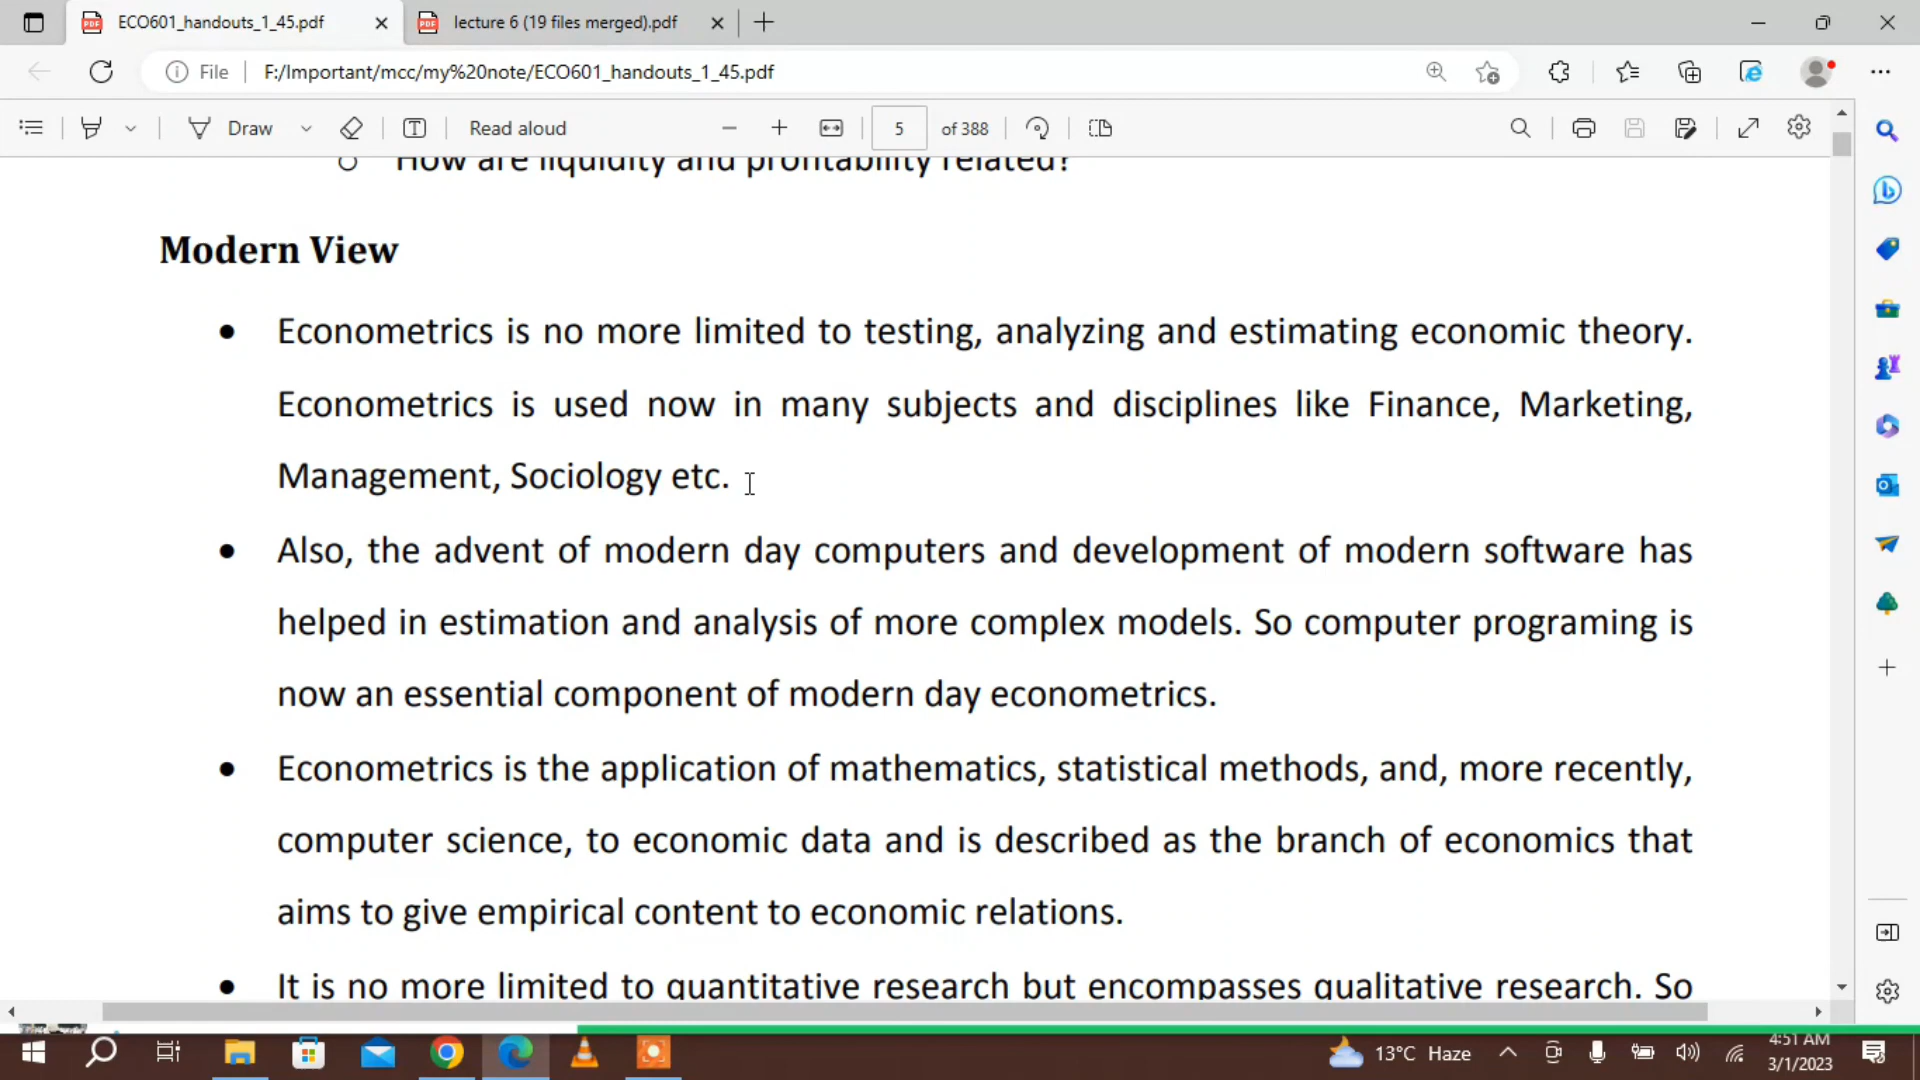 ECO601_handouts_1_45.pdf
lecture 6 (19 files merged).pdf
File
F:/Important/mcc/my%20note/ECO601_handouts_1_45.pdf
Draw
Read aloud
5
of 388
How are liquidity and profitability related?
Modern View
• Econometrics is no more limited to testing, analyzing and estimating economic theory.
Econometrics is used now in many subjects and disciplines like Finance, Marketing,
Management, Sociology etc.
• Also, the advent of modern day computers and development of modern software has
helped in estimation and analysis of more complex models. So computer programing is
now an essential component of modern day econometrics.
• Econometrics is the application of mathematics, statistical methods, and, more recently,
computer science, to economic data and is described as the branch of economics that
aims to give empirical content to economic relations.
• It is no more limited to quantitative research but encompasses qualitative research. So
13°C Haze
4:51 AM
3/1/2023